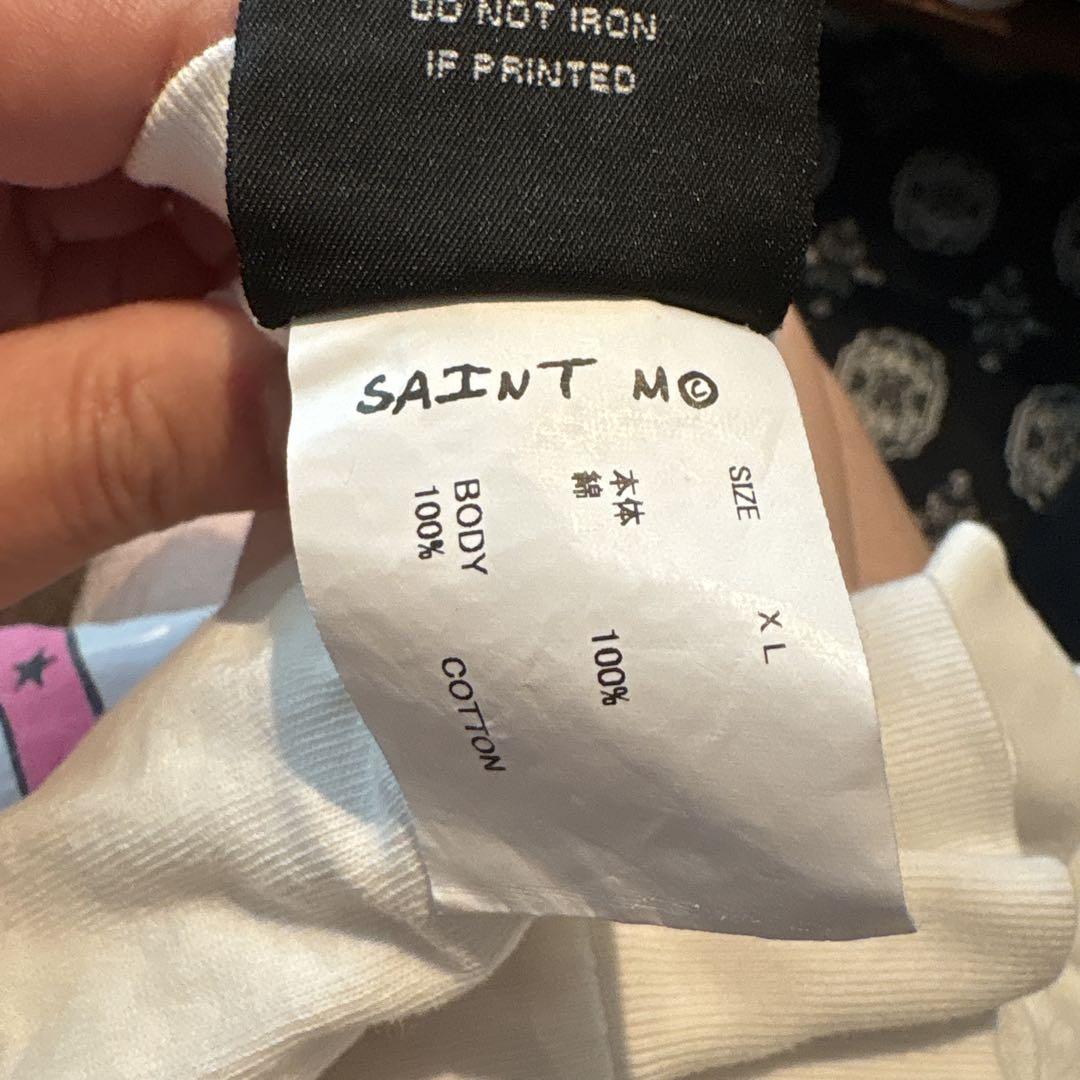 DO NOT IRON
IF PRINTED
SAINT M©
SIZE XL
本体
綿 100%
BODY
100% COTTON